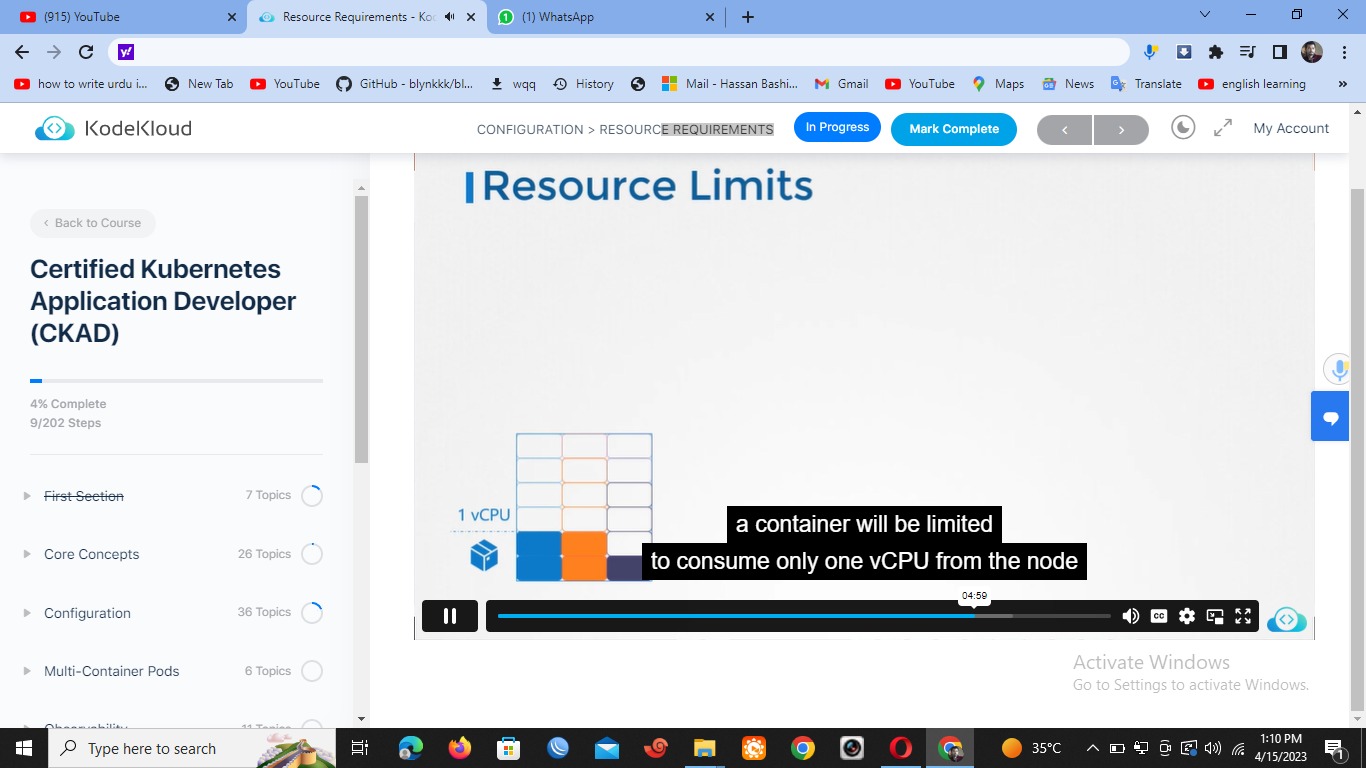 (915) YouTube
Resource Requirements - Ko
(1) WhatsApp
how to write urdu i...
New Tab
YouTube
GitHub - blynkkk/bl...
wqq
History
Mail - Hassan Bashi...
Gmail
YouTube
Maps
News
Translate
english learning
»
KodeKloud
CONFIGURATION > RESOURCE REQUIREMENTS
In Progress
Mark Complete
My Account
Back to Course
Certified Kubernetes
Application Developer
(CKAD)
4% Complete
9/202 Steps
First Section
7 Topics
Core Concepts
26 Topics
Configuration
36 Topics
Multi-Container Pods
6 Topics
Observability
11 Topics
Resource Limits
1 vCPU
a container will be limited
to consume only one vCPU from the node
04:59
CC
Activate Windows
Go to Settings to activate Windows.
Type here to search
35°C
1:10 PM
4/15/2023
1